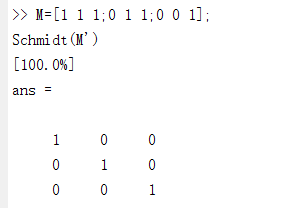 >> M=[1 1 1;0 1 1;0 0 1];
Schmidt(M')
[100.0%]
ans =
1 0 0
0 1 0
0 0 1